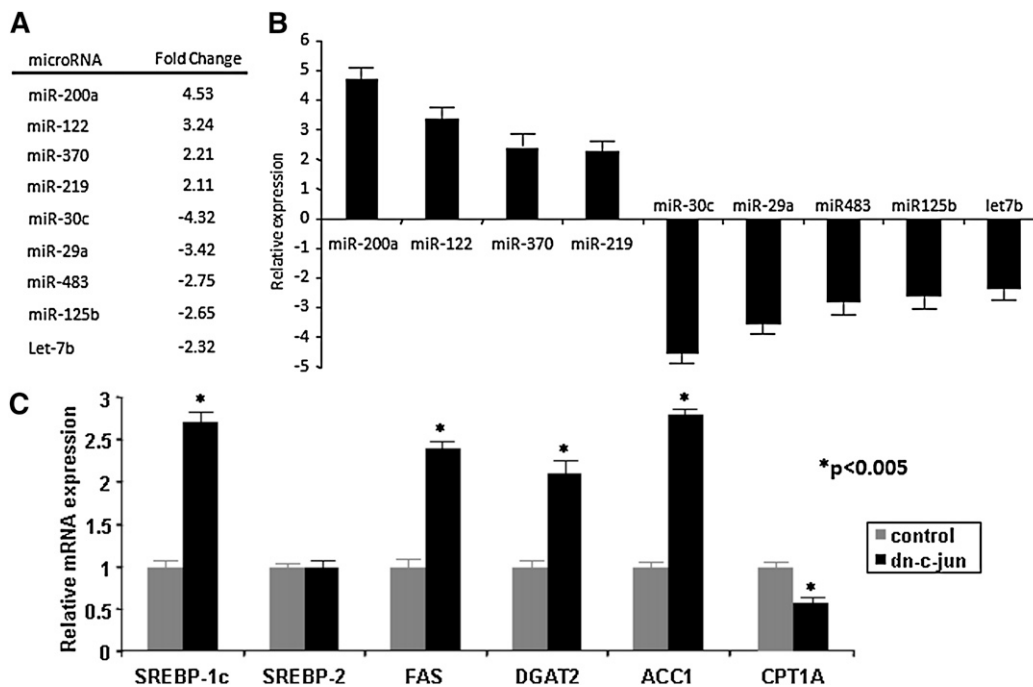 A
microRNA Fold Change
miR-200a 4.53
miR-122 3.24
miR-370 2.21
miR-219 2.11
miR-30c -4.32
miR-29a -3.42
miR-483 -2.75
miR-125b -2.65
Let-7b -2.32
B
Relative expression
6
5
4
3
2
1
0
-1
-2
-3
-4
-5
miR-200a miR-122 miR-370 miR-219
miR-30c miR-29a miR483 miR125b let7b
C
Relative mRNA expression
3
2.5
2
1.5
1
0.5
0
* * * * *
*p<0.005
control
dn-c-jun
SREBP-1c SREBP-2 FAS DGAT2 ACC1 CPT1A